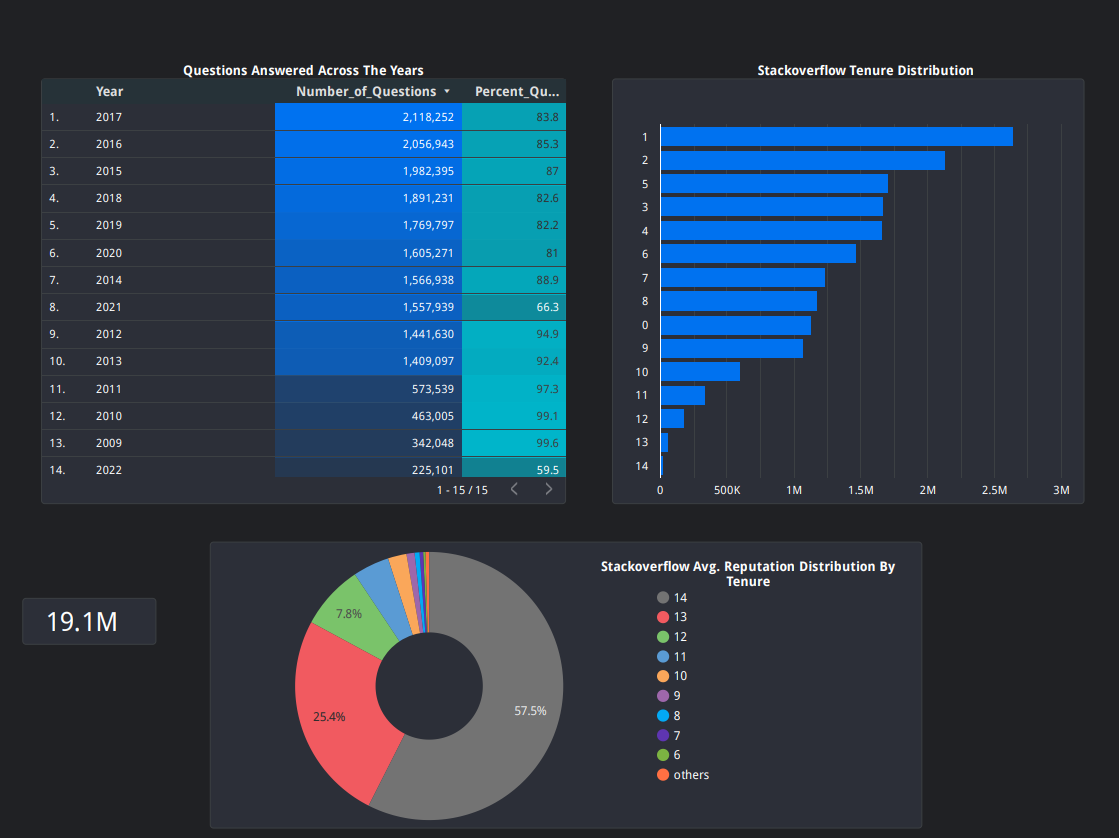 Questions Answered Across The Years
Year Number_of_Questions Percent_Qu...
1. 2017 2,118,252 83.8
2. 2016 2,056,943 85.3
3. 2015 1,982,395 87
4. 2018 1,891,231 82.6
5. 2019 1,769,797 82.2
6. 2020 1,605,271 81
7. 2014 1,566,938 88.9
8. 2021 1,557,939 66.3
9. 2012 1,441,630 94.9
10. 2013 1,409,097 92.4
11. 2011 573,539 97.3
12. 2010 463,005 99.1
13. 2009 342,048 99.6
14. 2022 225,101 59.5
1 - 15 / 15
Stackoverflow Tenure Distribution
1
2
5
3
4
6
7
8
0
9
10
11
12
13
14
0 500K 1M 1.5M 2M 2.5M 3M
19.1M
7.8%
25.4%
57.5%
Stackoverflow Avg. Reputation Distribution By
Tenure
14
13
12
11
10
9
8
7
6
others